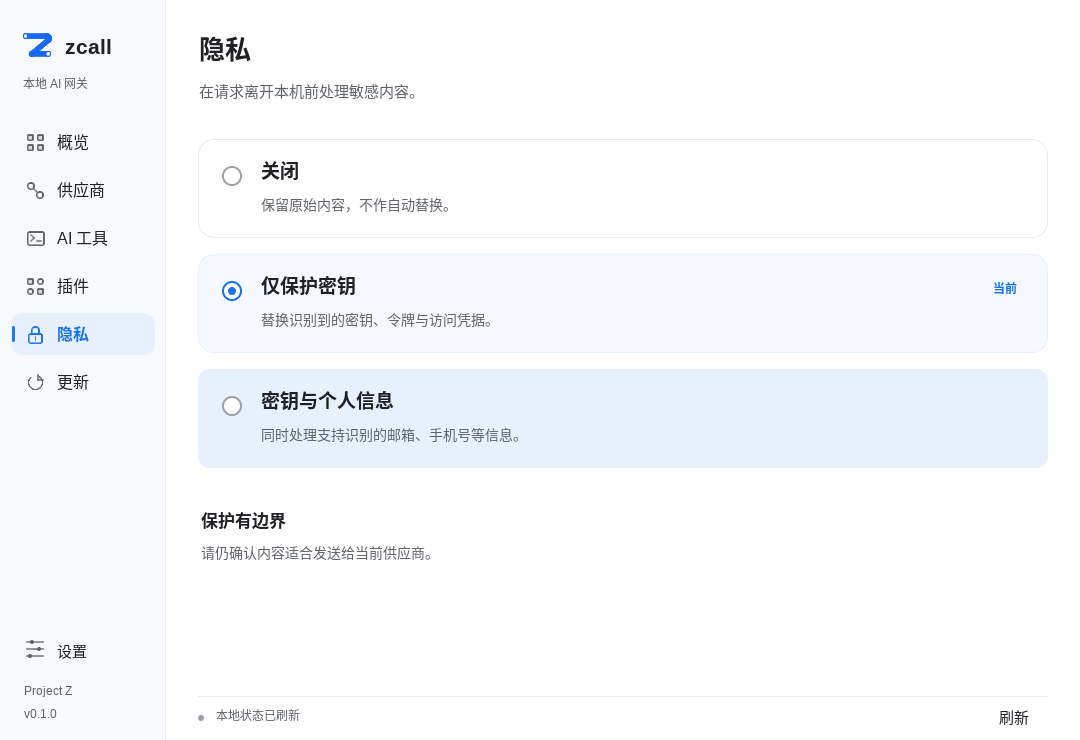 zcall
本地 AI 网关
概览
供应商
AI 工具
插件
隐私
更新
设置
Project Z
v0.1.0
隐私
在请求离开本机前处理敏感内容。
关闭
保留原始内容，不作自动替换。
仅保护密钥
当前
替换识别到的密钥、令牌与访问凭据。
密钥与个人信息
同时处理支持识别的邮箱、手机号等信息。
保护有边界
请仍确认内容适合发送给当前供应商。
本地状态已刷新
刷新